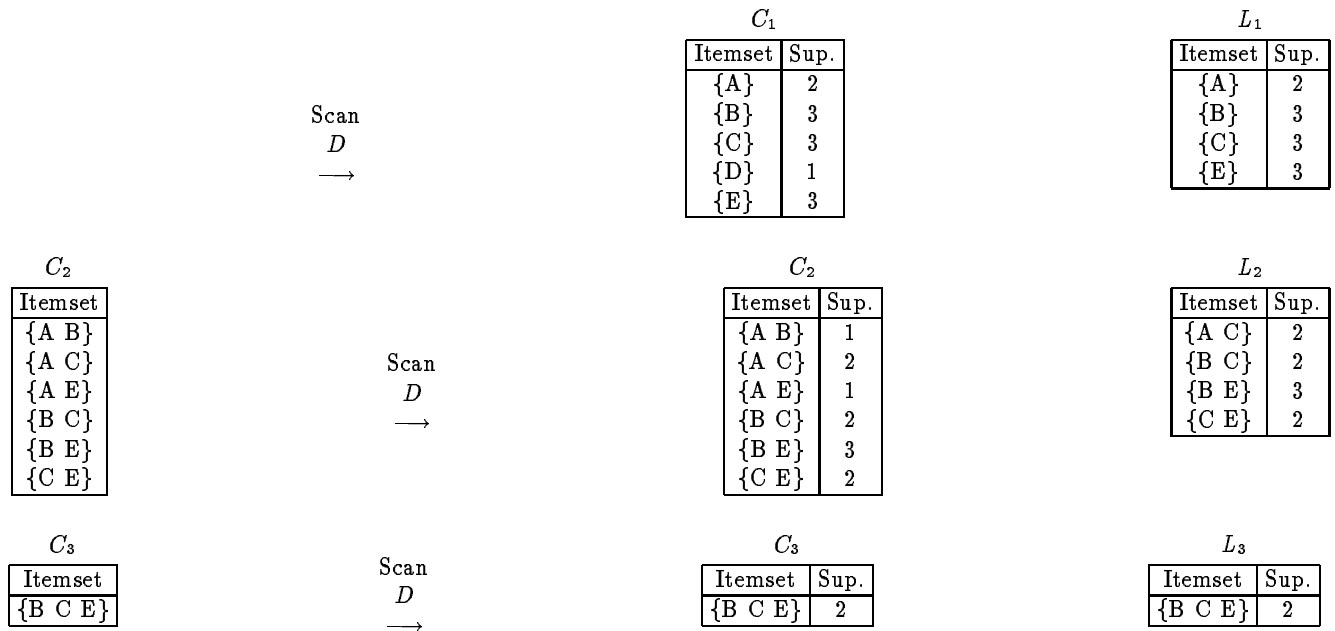 C₁
Itemset Sup.
{A} 2
{B} 3
{C} 3
{D} 1
{E} 3
Scan
D
→
L₁
Itemset Sup.
{A} 2
{B} 3
{C} 3
{E} 3
C₂
Itemset
{A B}
{A C}
{A E}
{B C}
{B E}
{C E}
Scan
D
→
C₂
Itemset Sup.
{A B} 1
{A C} 2
{A E} 1
{B C} 2
{B E} 3
{C E} 2
L₂
Itemset Sup.
{A C} 2
{B C} 2
{B E} 3
{C E} 2
C₃
Itemset
{B C E}
Scan
D
→
C₃
Itemset Sup.
{B C E} 2
L₃
Itemset Sup.
{B C E} 2